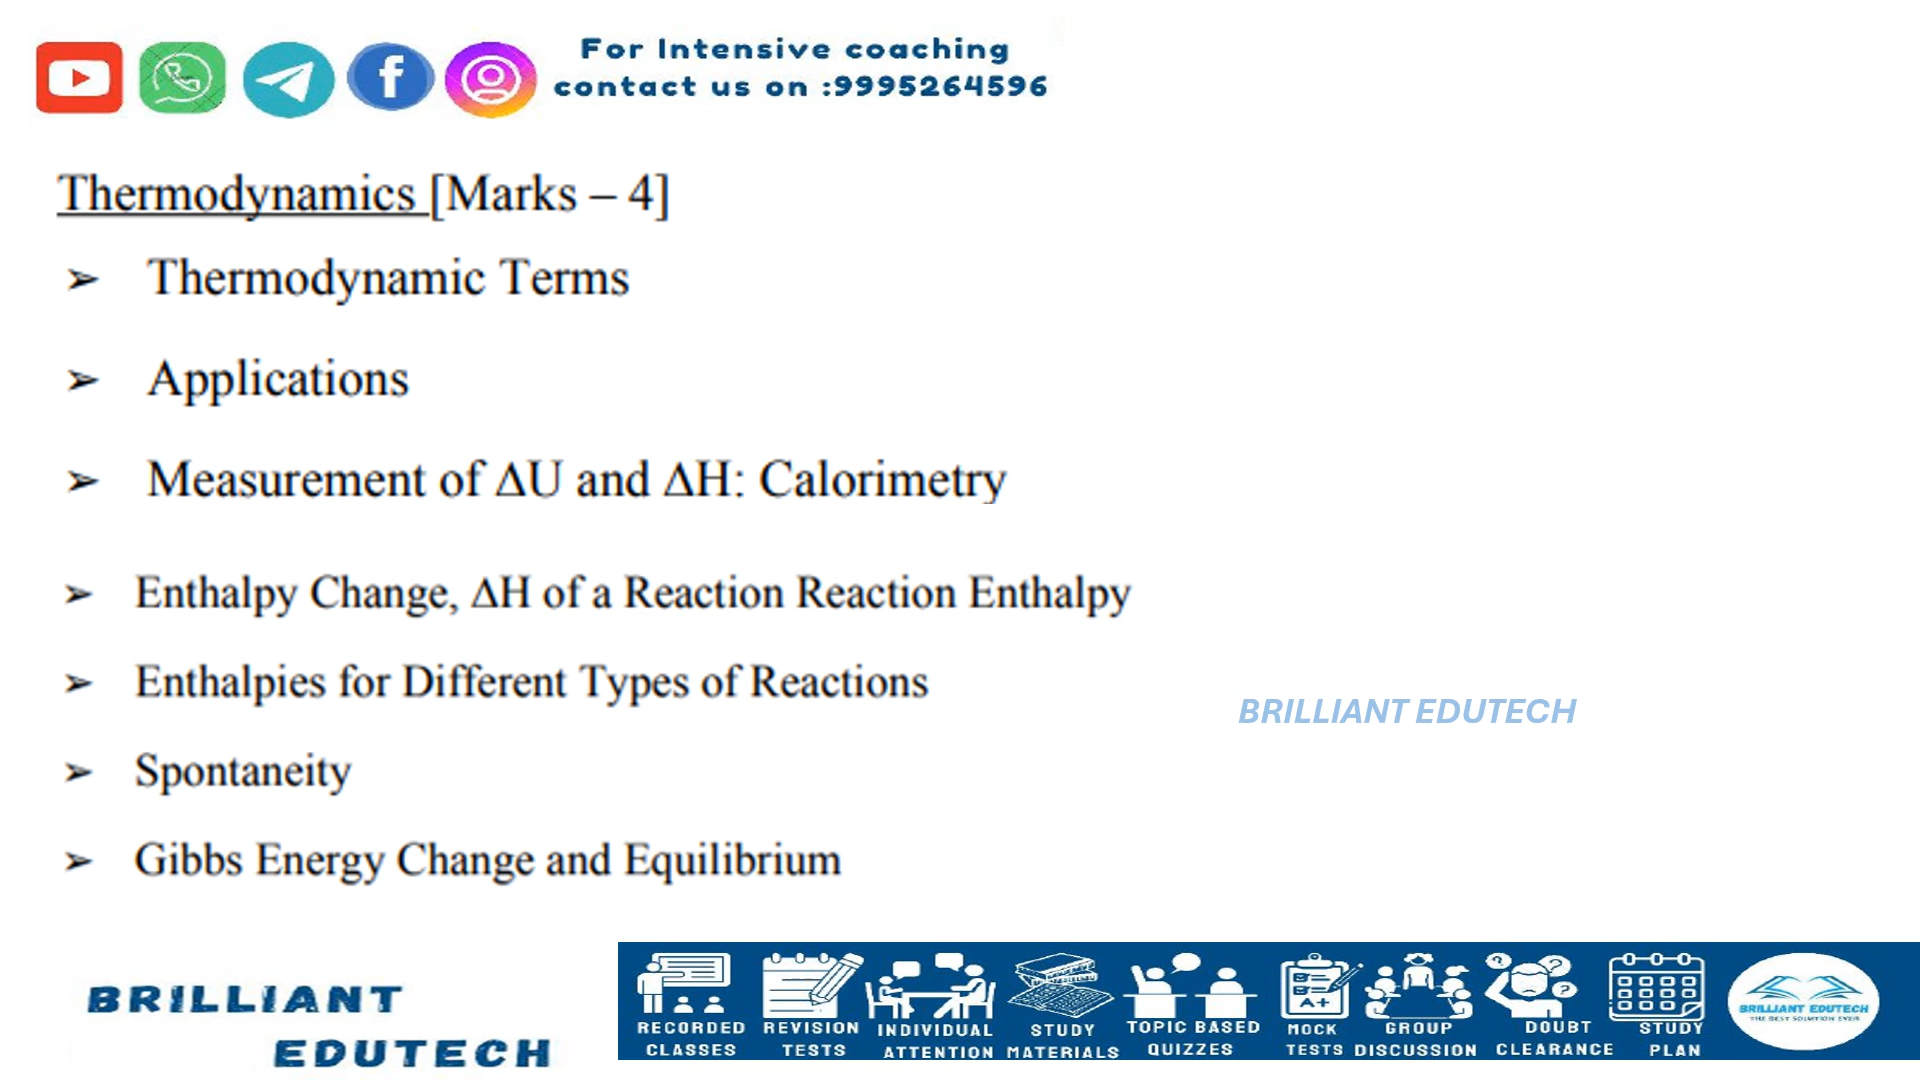 For Intensive coaching
contact us on :9995264596
Thermodynamics [Marks – 4]
➢ Thermodynamic Terms
➢ Applications
➢ Measurement of ΔU and ΔH: Calorimetry
➢ Enthalpy Change, ΔH of a Reaction Reaction Enthalpy
➢ Enthalpies for Different Types of Reactions
➢ Spontaneity
➢ Gibbs Energy Change and Equilibrium
BRILLIANT EDUTECH
BRILLIANT
EDUTECH
RECORDED CLASSES
REVISION TESTS
INDIVIDUAL ATTENTION
STUDY MATERIALS
TOPIC BASED QUIZZES
A+
MOCK TESTS
GROUP DISCUSSION
DOUBT CLEARANCE
STUDY PLAN
BRILLIANT EDUTECH
THE BEST SOLUTION EVER